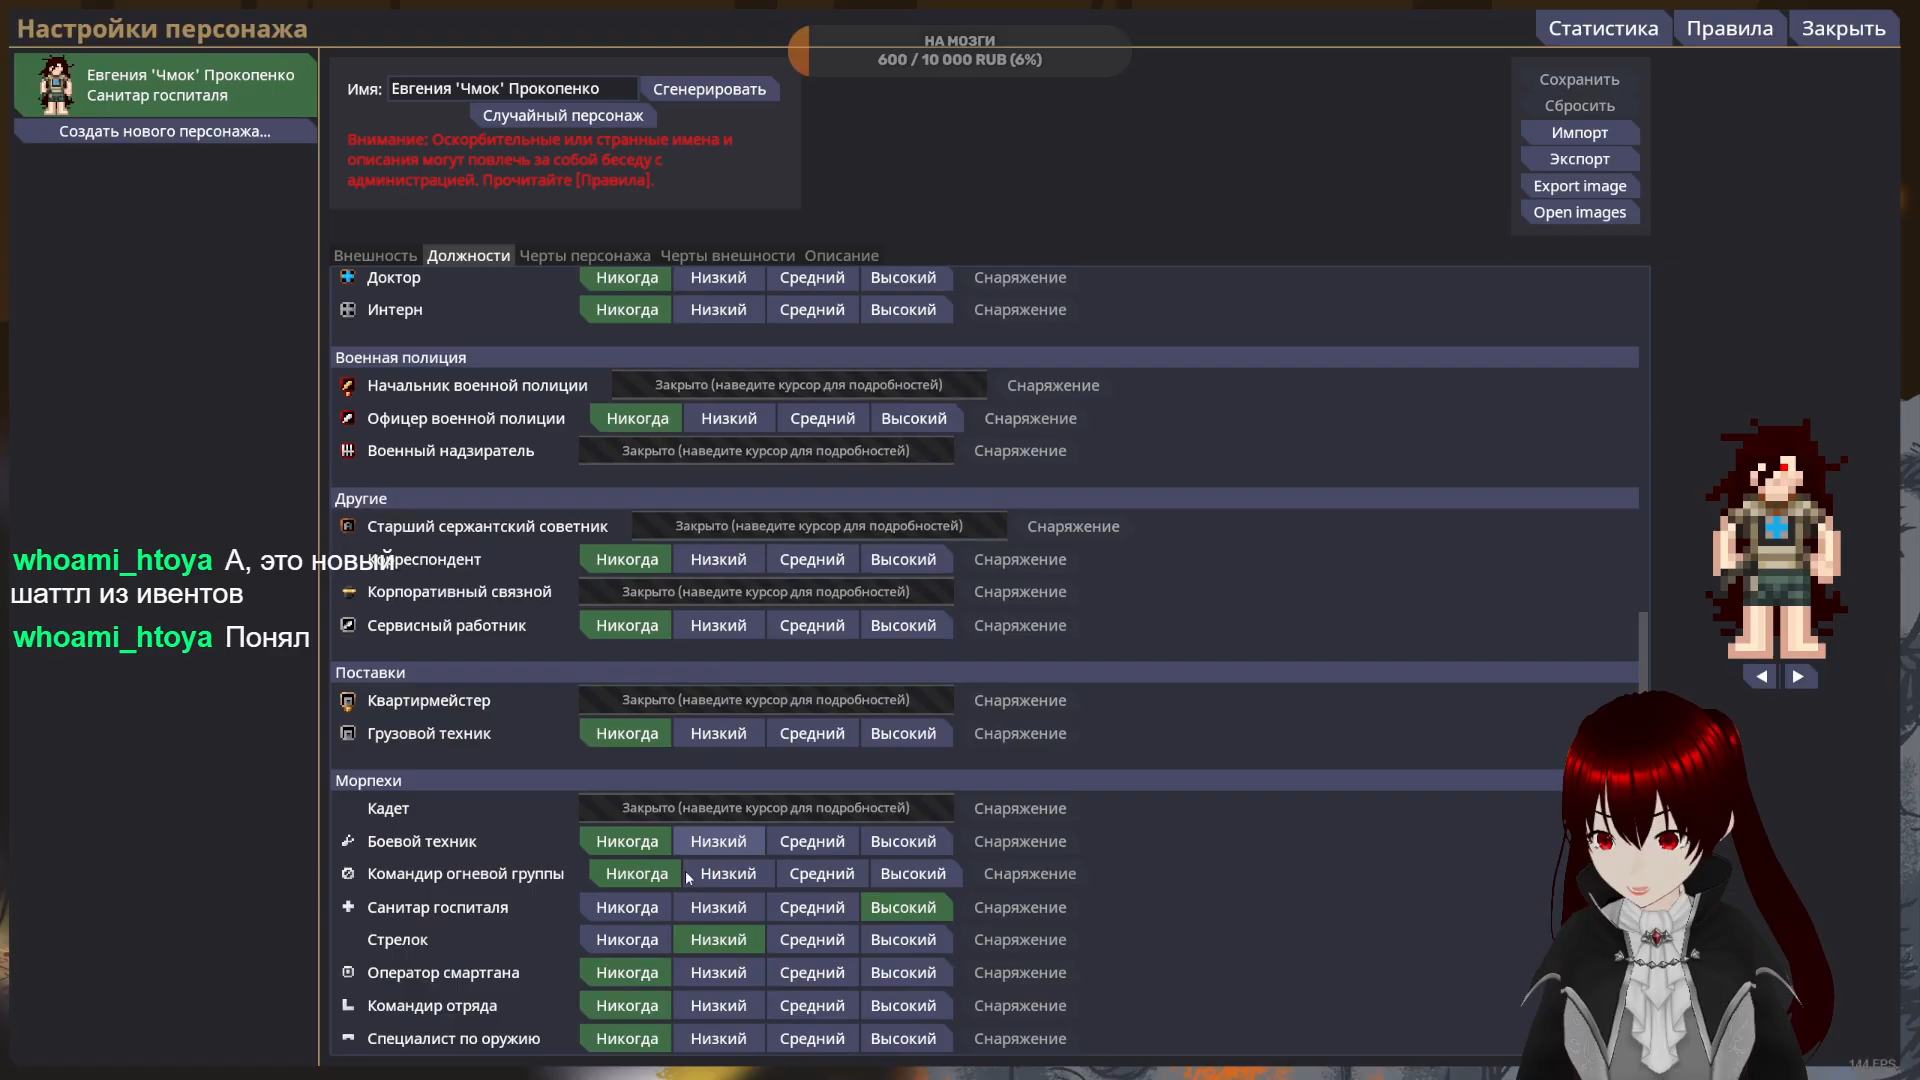 Настройки персонажа
Статистика
Правила
Закрыть
НА МОЗГИ
600 / 10 000 RUB (6%)
Евгения 'Чмок' Прокопенко
Санитар госпиталя
Создать нового персонажа...
Имя: Евгения 'Чмок' Прокопенко Сгенерировать
Случайный персонаж
Внимание: Оскорбительные или странные имена и
описания могут повлечь за собой беседу с
администрацией. Прочитайте [Правила].
Сохранить
Сбросить
Импорт
Экспорт
Export image
Open images
Внешность Должности Черты персонажа Черты внешности Описание
Доктор Никогда Низкий Средний Высокий Снаряжение
Интерн Никогда Низкий Средний Высокий Снаряжение
Военная полиция
Начальник военной полиции Закрыто (наведите курсор для подробностей) Снаряжение
Офицер военной полиции Никогда Низкий Средний Высокий Снаряжение
Военный надзиратель Закрыто (наведите курсор для подробностей) Снаряжение
Другие
Старший сержантский советник Закрыто (наведите курсор для подробностей) Снаряжение
Корреспондент Никогда Низкий Средний Высокий Снаряжение
Корпоративный связной Закрыто (наведите курсор для подробностей) Снаряжение
Сервисный работник Никогда Низкий Средний Высокий Снаряжение
Поставки
Квартирмейстер Закрыто (наведите курсор для подробностей) Снаряжение
Грузовой техник Никогда Низкий Средний Высокий Снаряжение
Морпехи
Кадет Закрыто (наведите курсор для подробностей) Снаряжение
Боевой техник Никогда Низкий Средний Высокий Снаряжение
Командир огневой группы Никогда Низкий Средний Высокий Снаряжение
Санитар госпиталя Никогда Низкий Средний Высокий Снаряжение
Стрелок Никогда Низкий Средний Высокий Снаряжение
Оператор смартгана Никогда Низкий Средний Высокий Снаряжение
Командир отряда Никогда Низкий Средний Высокий Снаряжение
Специалист по оружию Никогда Низкий Средний Высокий Снаряжение
whoami_htoya А, это новый
шаттл из ивентов
whoami_htoya Понял
144 FPS